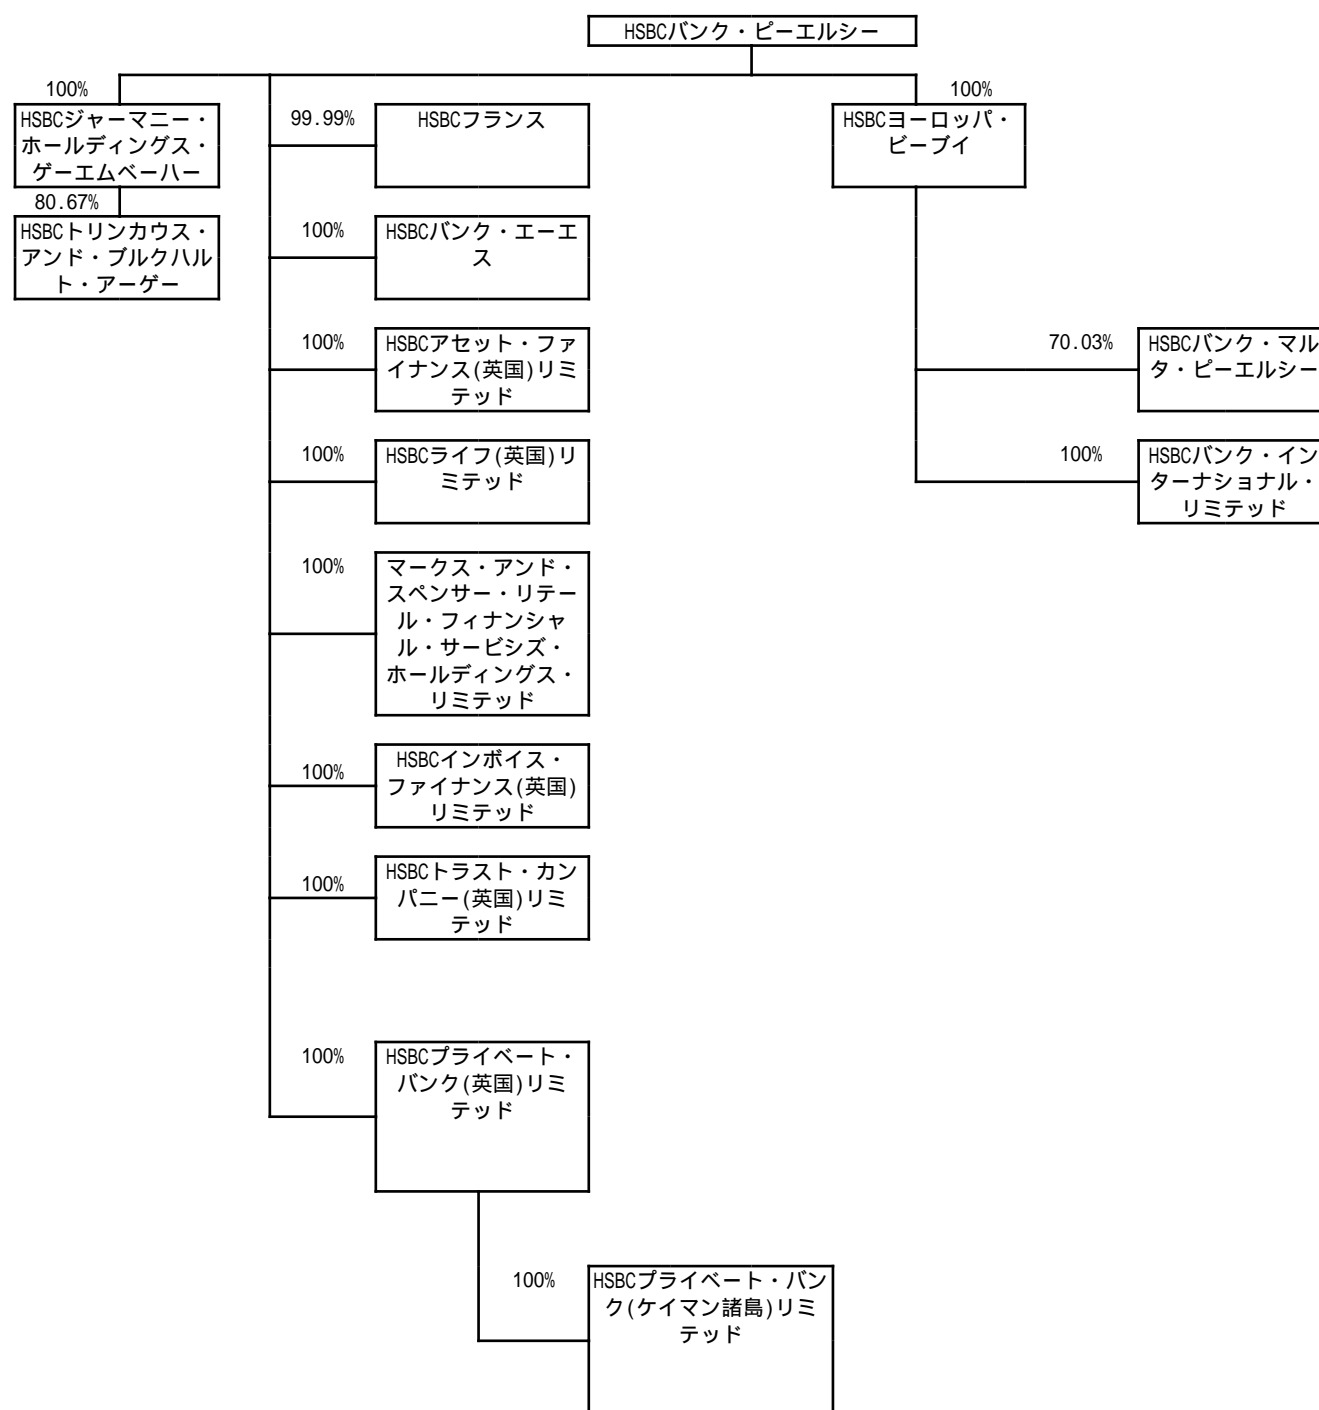 HSBCバンク・ピーエルシー
100%
HSBCジャーマニー・
ホールディングス・
ゲーエムベーハー
80.67%
HSBCトリンカウス・
アンド・ブルクハル
ト・アーゲー
99.99%
HSBCフランス
100%
HSBCバンク・エーエ
ス
100%
HSBCアセット・ファ
イナンス(英国)リミ
テッド
100%
HSBCライフ(英国)リ
ミテッド
100%
マークス・アンド・
スペンサー・リテー
ル・フィナンシャ
ル・サービシズ・
ホールディングス・
リミテッド
100%
HSBCインボイス・
ファイナンス(英国)
リミテッド
100%
HSBCトラスト・カン
パニー(英国)リミ
テッド
100%
HSBCプライベート・
バンク(英国)リミ
テッド
100%
HSBCプライベート・バン
ク(ケイマン諸島)リミ
テッド
100%
HSBCヨーロッパ・
ビーブイ
70.03%
HSBCバンク・マル
タ・ピーエルシー
100%
HSBCバンク・イン
ターナショナル・
リミテッド